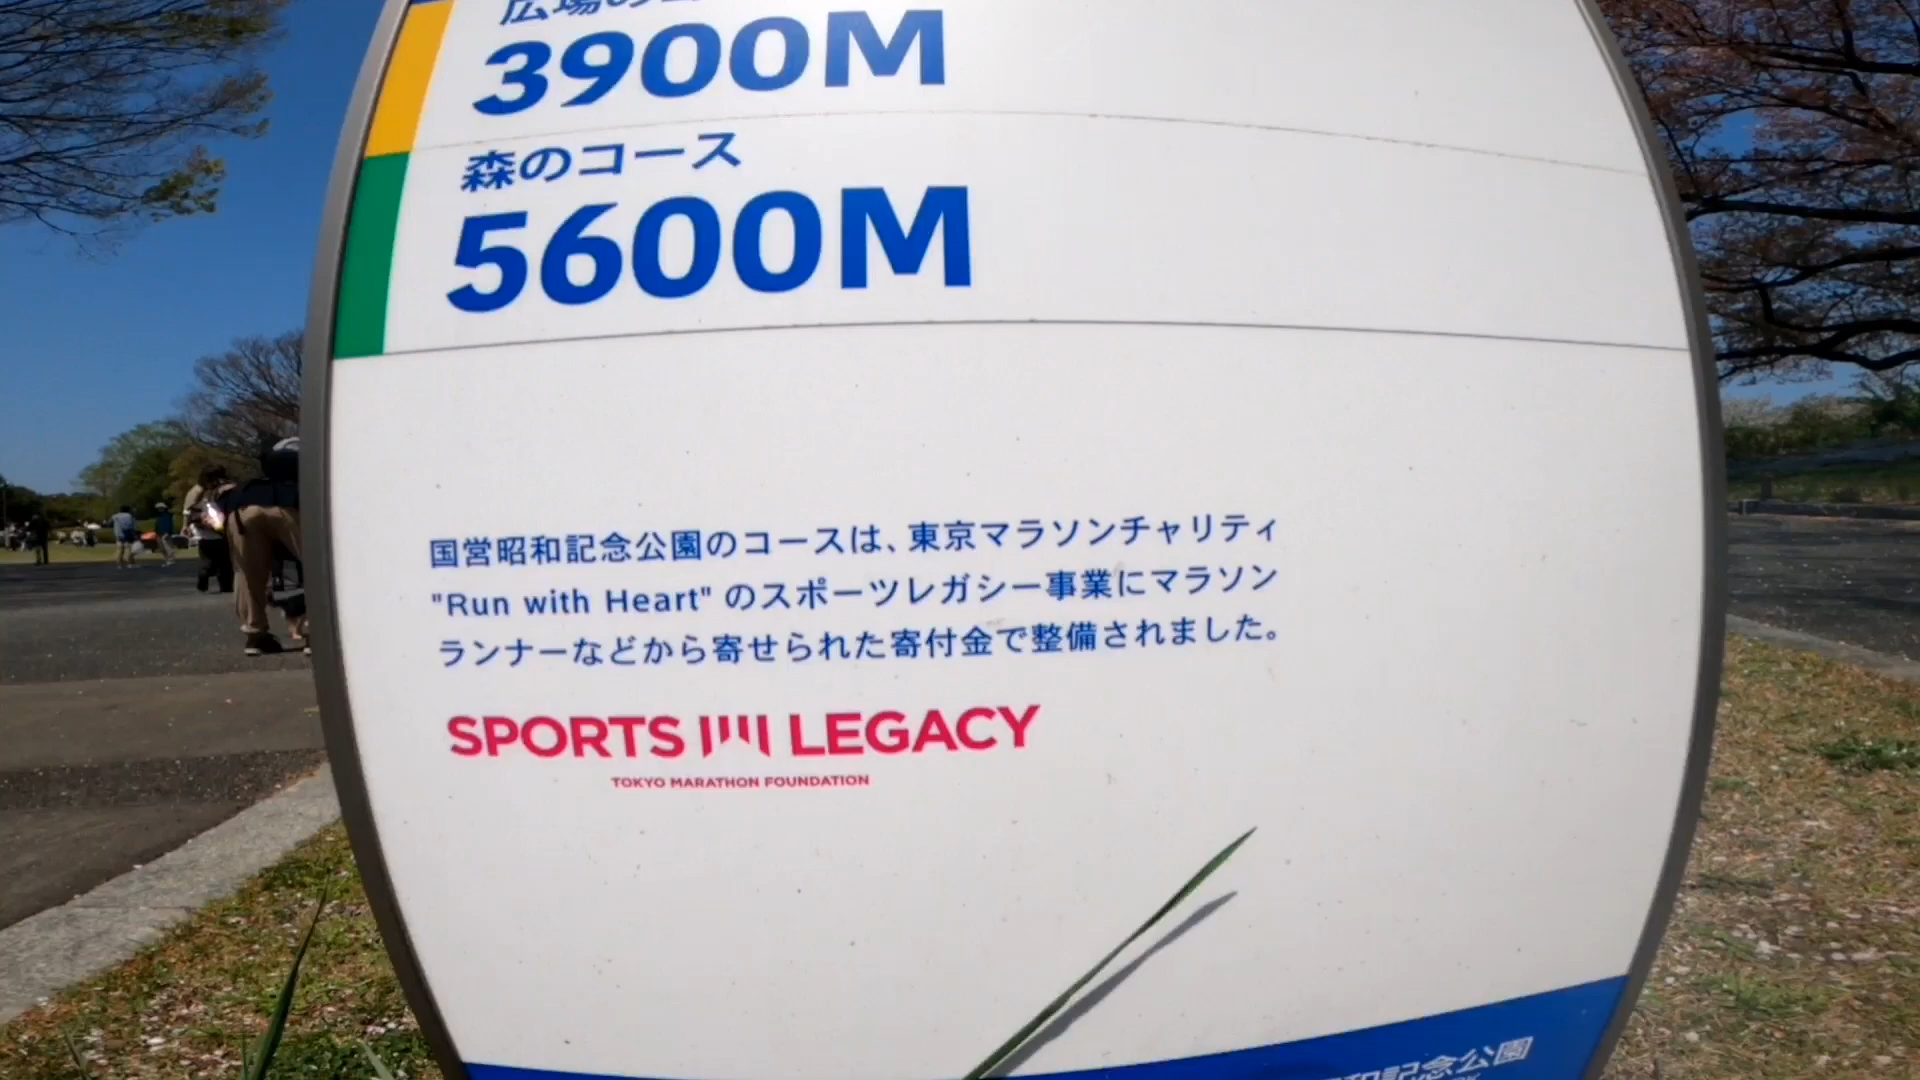 広場の
3900M
森のコース
5600M
国営昭和記念公園のコースは、東京マラソンチャリティ
"Run with Heart" のスポーツレガシー事業にマラソン
ランナーなどから寄せられた寄付金で整備されました。
SPORTS LEGACY
TOKYO MARATHON FOUNDATION
記念公園